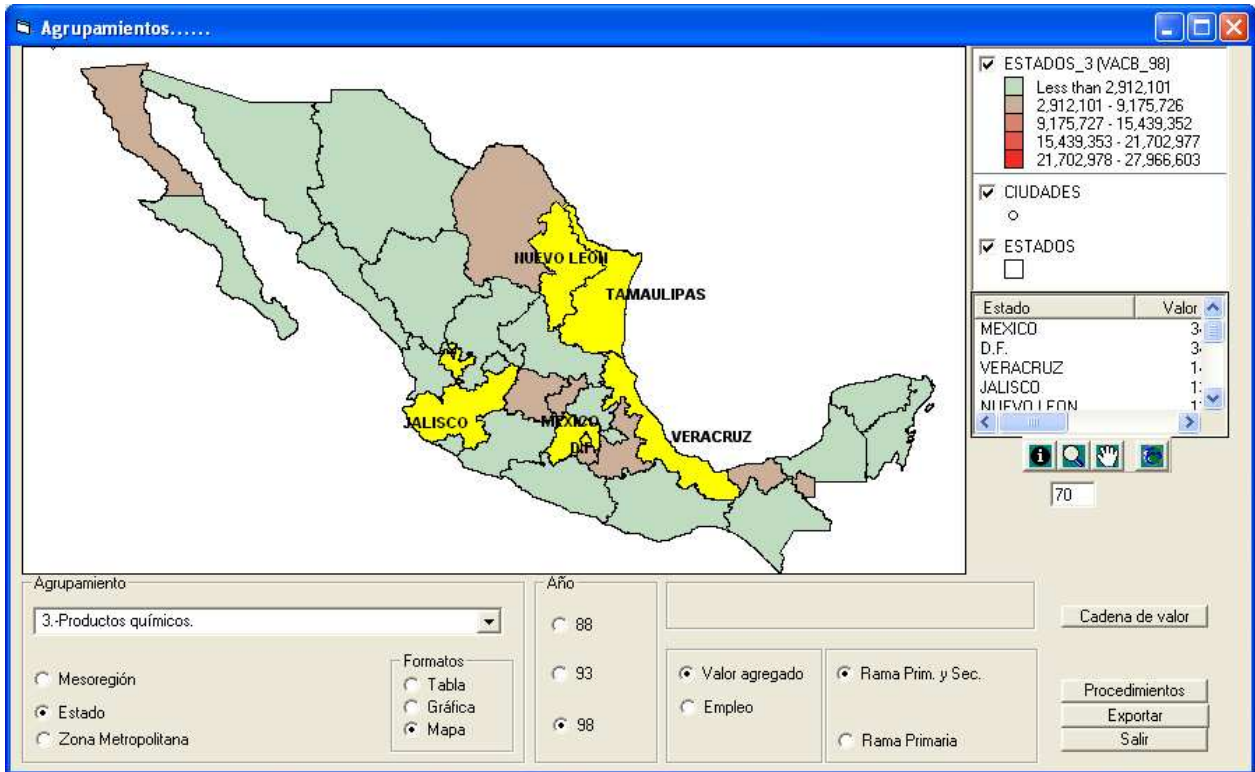 Agrupamientos......
NUEVO LEON
TAMAULIPAS
JALISCO
MEXICO
D.F.
VERACRUZ
ESTADOS_3 (VACB_98)
Less than 2,912,101
2,912,101 - 9,175,726
9,175,727 - 15,439,352
15,439,353 - 21,702,977
21,702,978 - 27,966,603
CIUDADES
ESTADOS
Estado Valor
MEXICO
D.F.
VERACRUZ
JALISCO
NUEVO LEON
70
Agrupamiento
3.-Productos químicos.
Mesoregión
Estado
Zona Metropolitana
Formatos
Tabla
Gráfica
Mapa
Año
88
93
98
Valor agregado
Empleo
Rama Prim. y Sec.
Rama Primaria
Cadena de valor
Procedimientos
Exportar
Salir